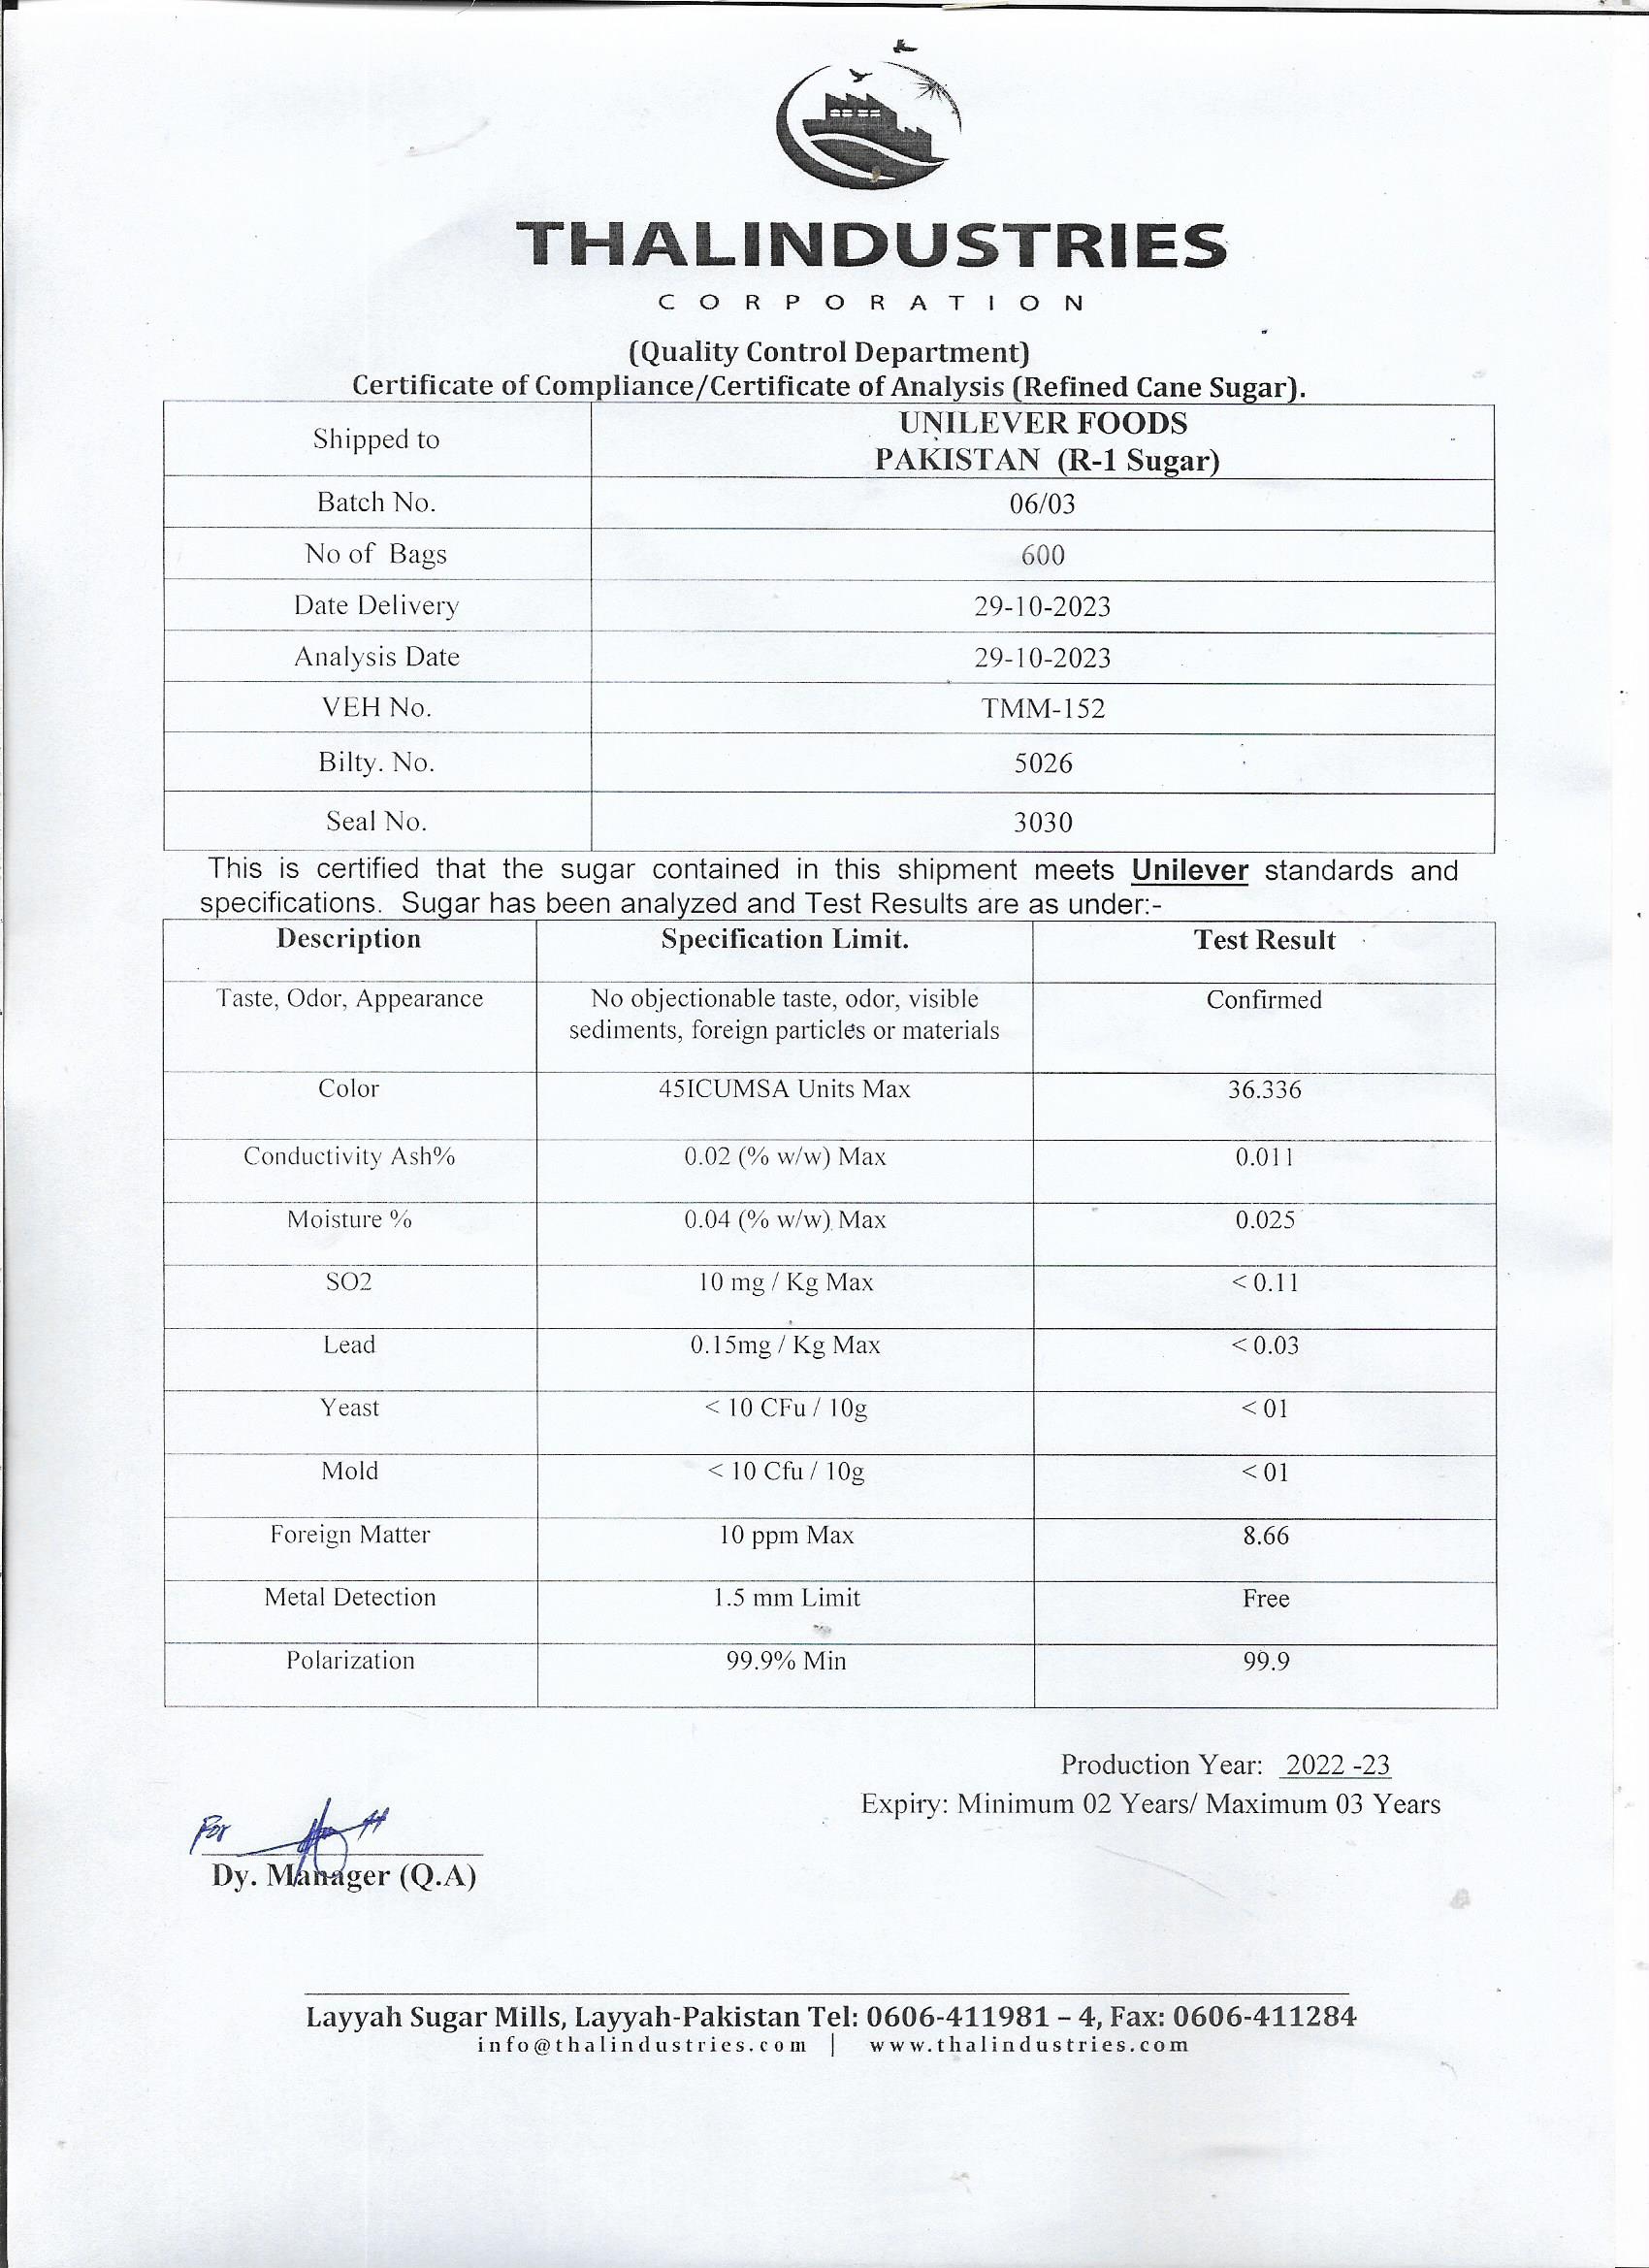 THALINDUSTRIES
CORPORATION
(Quality Control Department)
Certificate of Compliance/Certificate of Analysis (Refined Cane Sugar).
Shipped to UNILEVER FOODS
PAKISTAN (R-1 Sugar)
Batch No. 06/03
No of Bags 600
Date Delivery 29-10-2023
Analysis Date 29-10-2023
VEH No. TMM-152
Bilty. No. 5026
Seal No. 3030
This is certified that the sugar contained in this shipment meets Unilever standards and
specifications. Sugar has been analyzed and Test Results are as under:-
Description Specification Limit. Test Result
Taste, Odor, Appearance No objectionable taste, odor, visible Confirmed
sediments, foreign particles or materials
Color 45ICUMSA Units Max 36.336
Conductivity Ash% 0.02 (% w/w) Max 0.011
Moisture % 0.04 (% w/w) Max 0.025
SO2 10 mg / Kg Max < 0.11
Lead 0.15mg / Kg Max < 0.03
Yeast < 10 CFu / 10g < 01
Mold < 10 Cfu / 10g < 01
Foreign Matter 10 ppm Max 8.66
Metal Detection 1.5 mm Limit Free
Polarization 99.9% Min 99.9
Production Year: 2022 -23
Expiry: Minimum 02 Years/ Maximum 03 Years
For
Dy. Manager (Q.A)
Layyah Sugar Mills, Layyah-Pakistan Tel: 0606-411981 – 4, Fax: 0606-411284
info@thalindustries.com | www.thalindustries.com